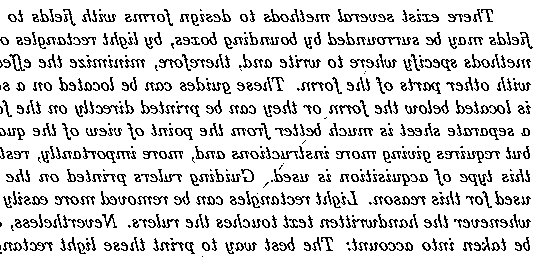 There exist several methods to design forms with fields to
fields may be surrounded by bounding boxes, by light rectangles o
methods specify where to write and, therefore, minimize the effe
with other parts of the form. These guides can be located on a s
is located below the form or they can be printed directly on the fo
a separate sheet is much better from the point of view of the qua
but requires giving more instructions and, more importantly, rest
this type of acquisition is used. Guiding rulers printed on the
used for this reason. Light rectangles can be removed more easily
whenever the handwritten text touches the rulers. Nevertheless,
be taken into account: The best way to print these light rectang